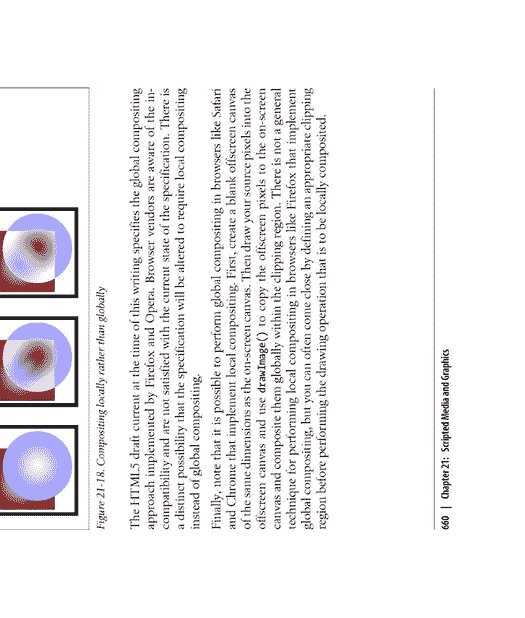 Figure 21-18. Compositing locally rather than globally
The HTML5 draft current at the time of this writing specifies the global compositing
approach implemented by Firefox and Opera. Browser vendors are aware of the in-
compatibility and are not satisfied with the current state of the specification. There is
a distinct possibility that the specification will be altered to require local compositing
instead of global compositing.
Finally, note that it is possible to perform global compositing in browsers like Safari
and Chrome that implement local compositing. First, create a blank offscreen canvas
of the same dimensions as the on-screen canvas. Then draw your source pixels into the
offscreen canvas and use drawImage() to copy the offscreen pixels to the on-screen
canvas and composite them globally within the clipping region. There is not a general
technique for performing local compositing in browsers like Firefox that implement
global compositing, but you can often come close by defining an appropriate clipping
region before performing the drawing operation that is to be locally composited.
660 | Chapter 21: Scripted Media and Graphics